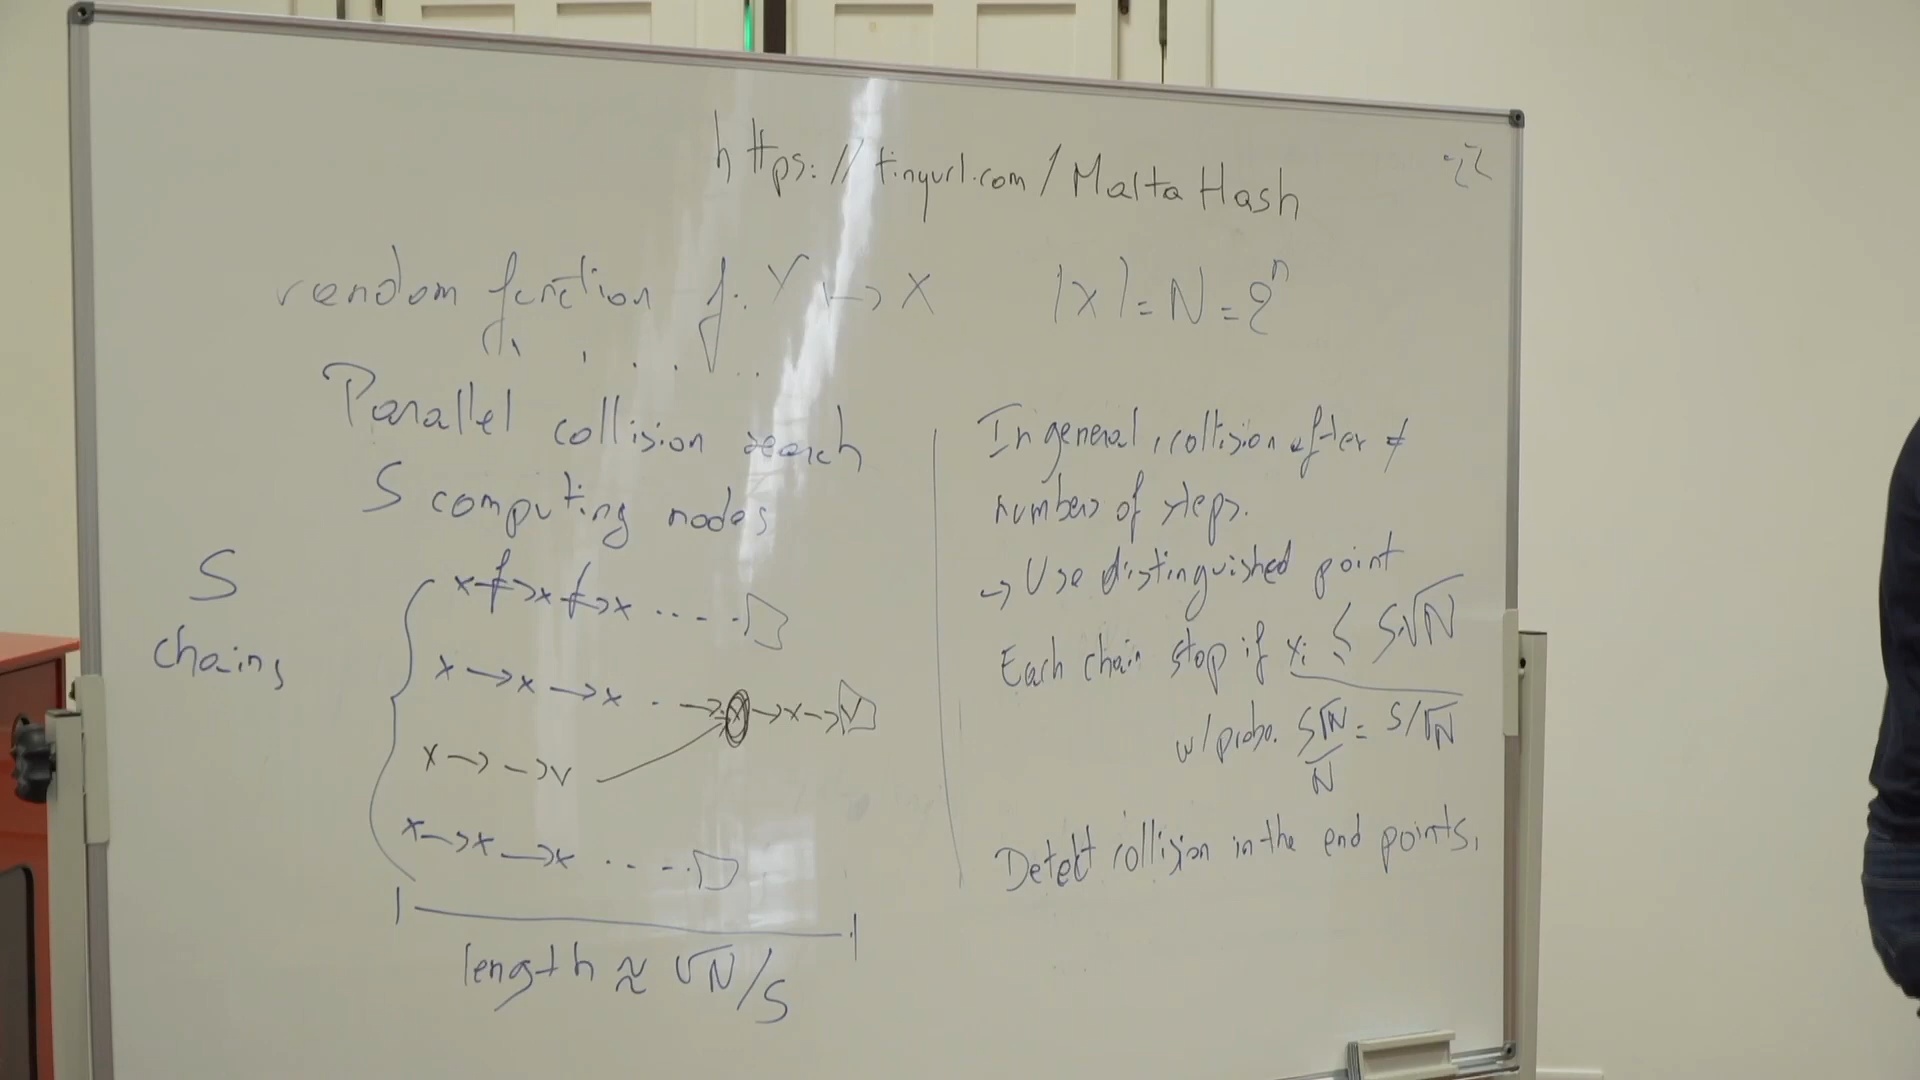 https://tinyurl.com/MaltaHash
random function f: Y ↦ X |X| = N = 2^n
Parallel collision search
S computing nodes
S
chains
x -f-> x -f-> x ....
x → x → x . → x → x →
x → →
x → x → x ....
length ≈ √N/S
In general, collision after ≠
numbers of steps.
→ Use distinguished point
Each chain stop if xi ≤ S·√N
w/ proba. S√N/N = S/√N
Detect collision in the end points.